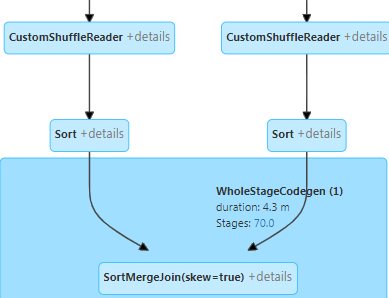 CustomShuffleReader +details
CustomShuffleReader +details
Sort +details
Sort +details
WholeStageCodegen (1)
duration: 4.3 m
Stages: 70.0
SortMergeJoin(skew=true) +details